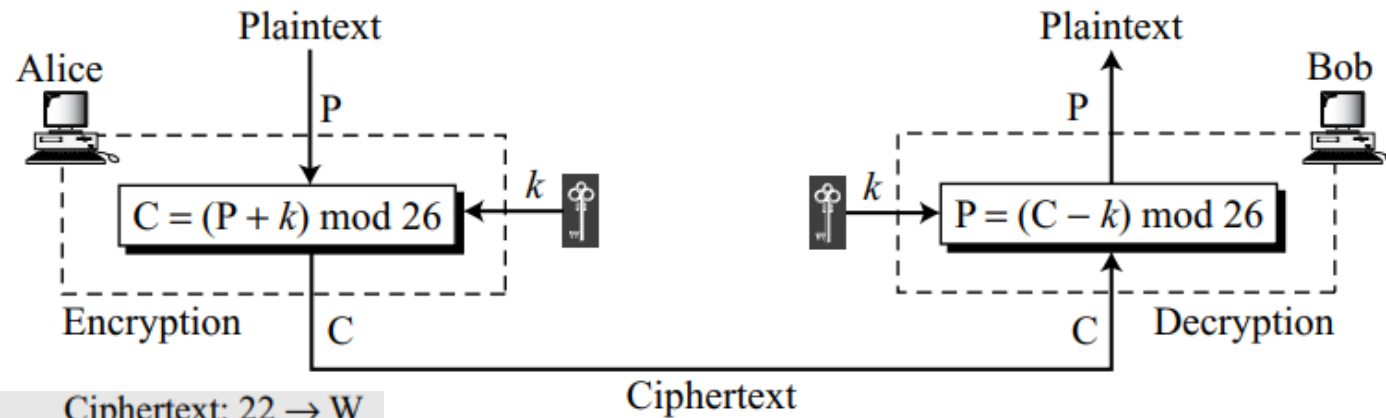 Plaintext Plaintext
Alice Bob
P P
k k
C = (P + k) mod 26 P = (C – k) mod 26
Encryption C C Decryption
Ciphertext
Ciphertext: 22 → W